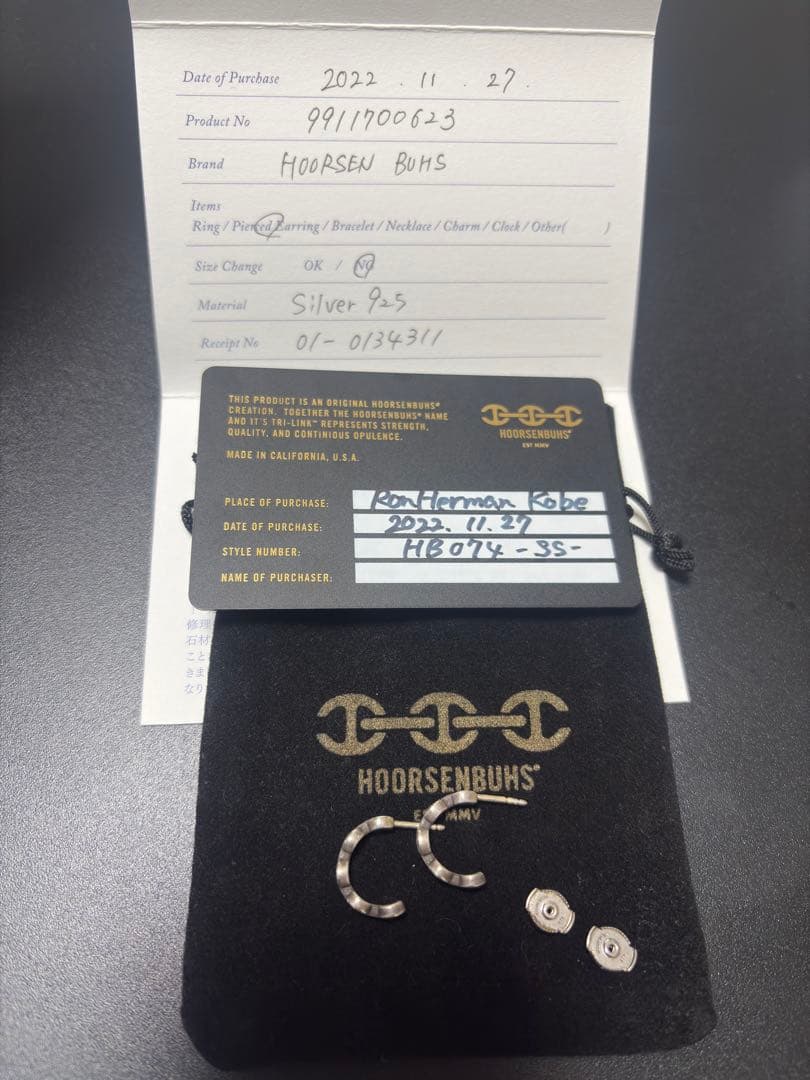 Date of Purchase 2022 . 11 . 27 .
Product No 9911700623
Brand HOORSEN BUHS
Items
Ring / Pierced Earring / Bracelet / Necklace / Charm / Clock / Other( )
Size Change OK / NO
Material Silver 925
Receipt No 01- 0134311
THIS PRODUCT IS AN ORIGINAL HOORSENBUHS®
CREATION. TOGETHER THE HOORSENBUHS® NAME
AND IT'S TRI-LINK™ REPRESENTS STRENGTH,
QUALITY, AND CONTINIOUS OPULENCE.
MADE IN CALIFORNIA, U.S.A.
HOORSENBUHS®
EST MMV
PLACE OF PURCHASE: RonHerman Kobe
DATE OF PURCHASE: 2022. 11. 27
STYLE NUMBER: HB074 -SS-
NAME OF PURCHASER:
修理
石材
こと
きま
なり
HOORSENBUHS®
MMV